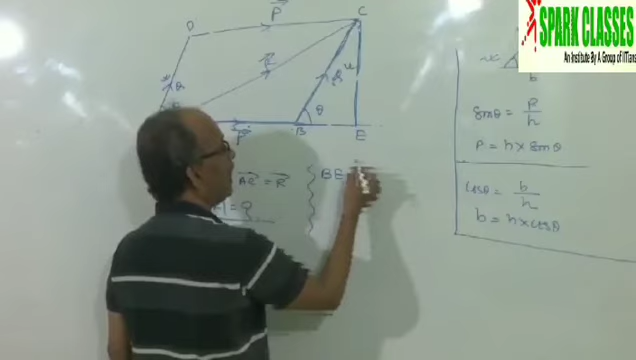 SPARK CLASSES
An Institute By A Group of IITians
P
C
R
θ
B
E
b
Sinθ = P/h
P = h x Sinθ
BE
AC = R
= Q
Cosθ = b/h
b = h x cosθ